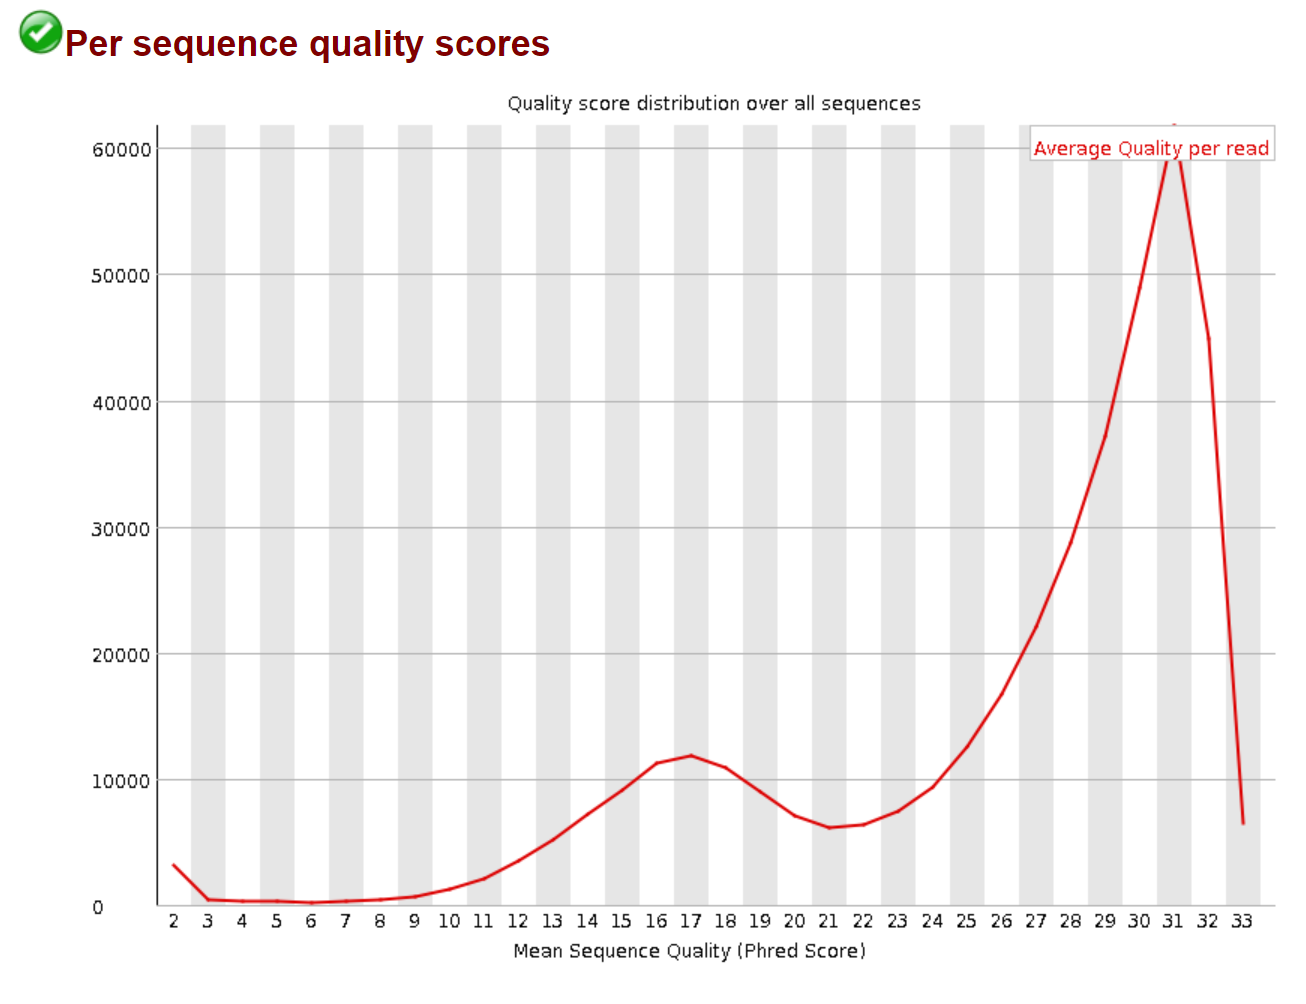 Per sequence quality scores
Quality score distribution over all sequences
Average Quality per read
60000
50000
40000
30000
20000
10000
0
2 3 4 5 6 7 8 9 10 11 12 13 14 15 16 17 18 19 20 21 22 23 24 25 26 27 28 29 30 31 32 33
Mean Sequence Quality (Phred Score)